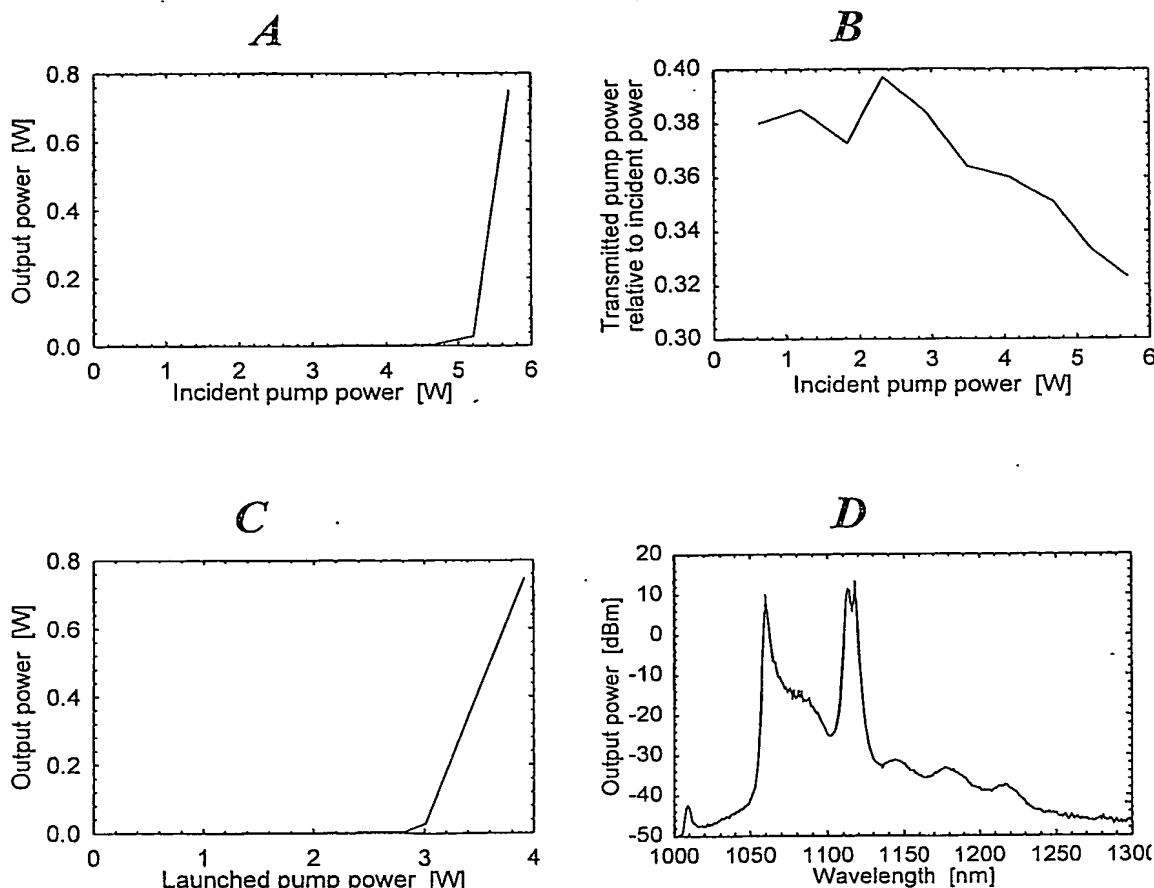 A
Output power [W]
0.8
0.6
0.4
0.2
0.0
0 1 2 3 4 5 6
Incident pump power [W]
B
Transmitted pump power
relative to incident power
0.40
0.38
0.36
0.34
0.32
0.30
0 1 2 3 4 5 6
Incident pump power [W]
C
Output power [W]
0.8
0.6
0.4
0.2
0.0
0 1 2 3 4
Launched pump power [W]
D
Output power [dBm]
20
10
0
-10
-20
-30
-40
-50
1000 1050 1100 1150 1200 1250 1300
Wavelength [nm]